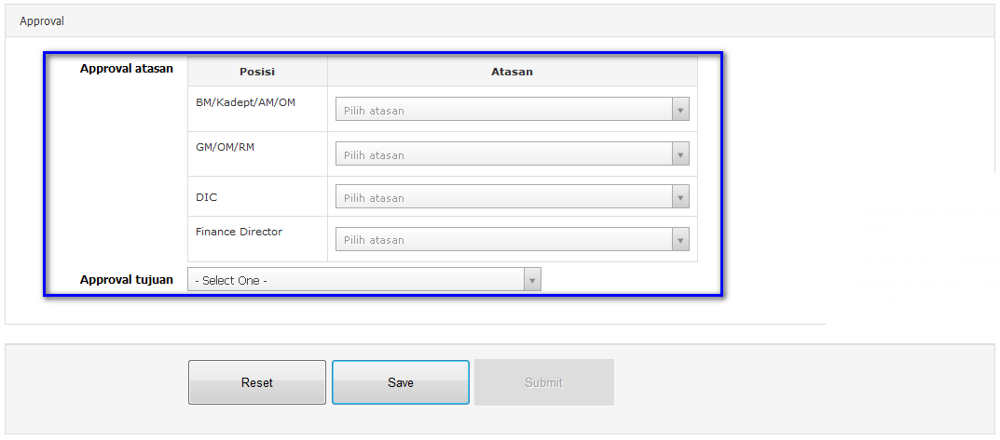 Approval
Approval atasan
Posisi Atasan
BM/Kadept/AM/OM Pilih atasan
GM/OM/RM Pilih atasan
DIC Pilih atasan
Finance Director Pilih atasan
Approval tujuan - Select One -
Reset Save Submit